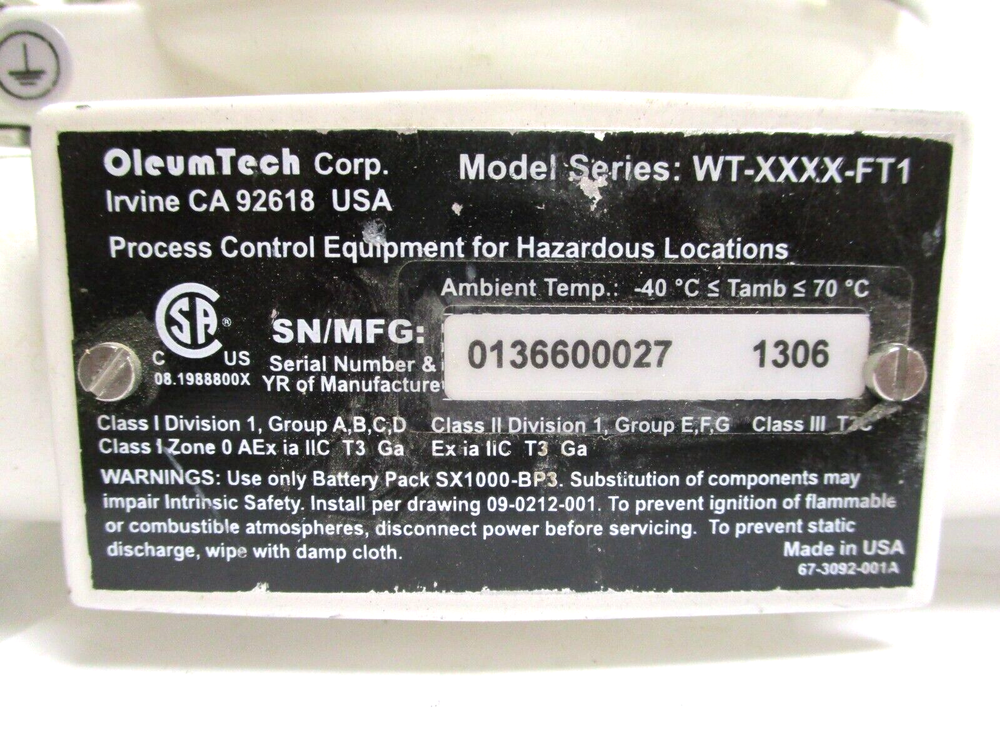 OleumTech Corp.
Irvine CA 92618 USA
Model Series: WT-XXXX-FT1
Process Control Equipment for Hazardous Locations
Ambient Temp.: -40 °C ≤ Tamb ≤ 70 °C
SA ®
C US
08.1988800X
SN/MFG:
Serial Number &
YR of Manufacture
0136600027 1306
Class I Division 1, Group A,B,C,D Class II Division 1, Group E,F,G Class III T3C
Class 1 Zone 0 AEx ia IIC T3 Ga Ex ia IIC T3 Ga
WARNINGS: Use only Battery Pack SX1000-BP3. Substitution of components may
impair Intrinsic Safety. Install per drawing 09-0212-001. To prevent ignition of flammable
or combustible atmospheres, disconnect power before servicing. To prevent static
discharge, wipe with damp cloth.
Made in USA
67-3092-001A